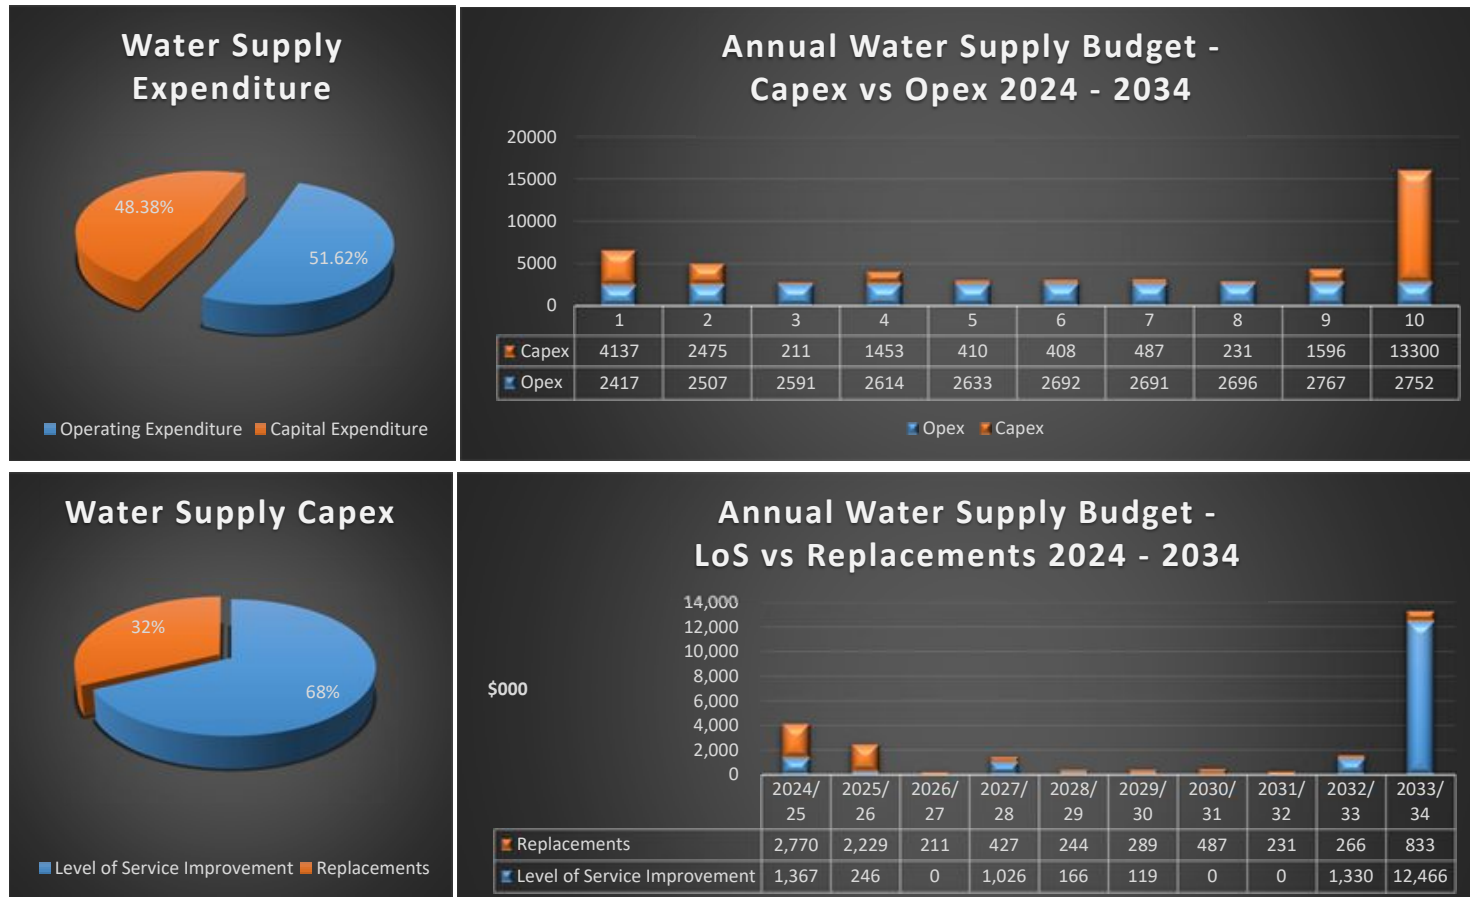 Water Supply
Expenditure
48.38%
51.62%
Operating Expenditure Capital Expenditure
Annual Water Supply Budget -
Capex vs Opex 2024 - 2034
20000
15000
10000
5000
0
1 2 3 4 5 6 7 8 9 10
Capex 4137 2475 211 1453 410 408 487 231 1596 13300
Opex 2417 2507 2591 2614 2633 2692 2691 2696 2767 2752
Opex Capex
Water Supply Capex
32%
68%
Level of Service Improvement Replacements
Annual Water Supply Budget -
LoS vs Replacements 2024 - 2034
$000
14,000
12,000
10,000
8,000
6,000
4,000
2,000
0
2024/ 2025/ 2026/ 2027/ 2028/ 2029/ 2030/ 2031/ 2032/ 2033/
25 26 27 28 29 30 31 32 33 34
Replacements 2,770 2,229 211 427 244 289 487 231 266 833
Level of Service Improvement 1,367 246 0 1,026 166 119 0 0 1,330 12,466